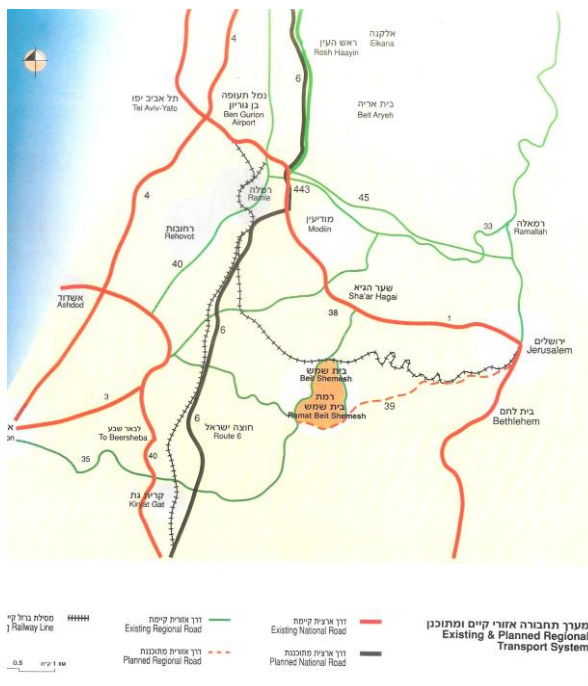 4
6
אלקנה
Elkana
ראש העין
Rosh Haayin
נמל תעופה
בן גוריון
Ben Gurion
Airport
תל אביב יפו
Tel Aviv-Yafo
בית אריה
Beit Aryeh
4
443
45
רמלה
Ramle
מודיעין
Modiin
33
רמאלה
Ramallah
רחובות
Rehovot
40
שער הגיא
Sha'ar Hagai
אשדוד
Ashdod
38
1
6
ירושלים
Jerusalem
בית שמש
Beit Shemesh
רמת
בית שמש
Ramat Beit Shemesh
39
3
בית לחם
Bethlehem
לבאר שבע
To Beersheba
6
חוצה ישראל
Route 6
40
35
קרית גת
Kiryat Gat
מערך תחבורה אזורי קיים ומתוכנן
Existing & Planned Regional
Transport System
דרך ארצית קיימת
Existing National Road
דרך ארצית מתוכננת
Planned National Road
דרך אזורית קיימת
Existing Regional Road
דרך אזורית מתוכננת
Planned Regional Road
מסילת ברזל
Railway Line
0.5 1 ק"מ KM